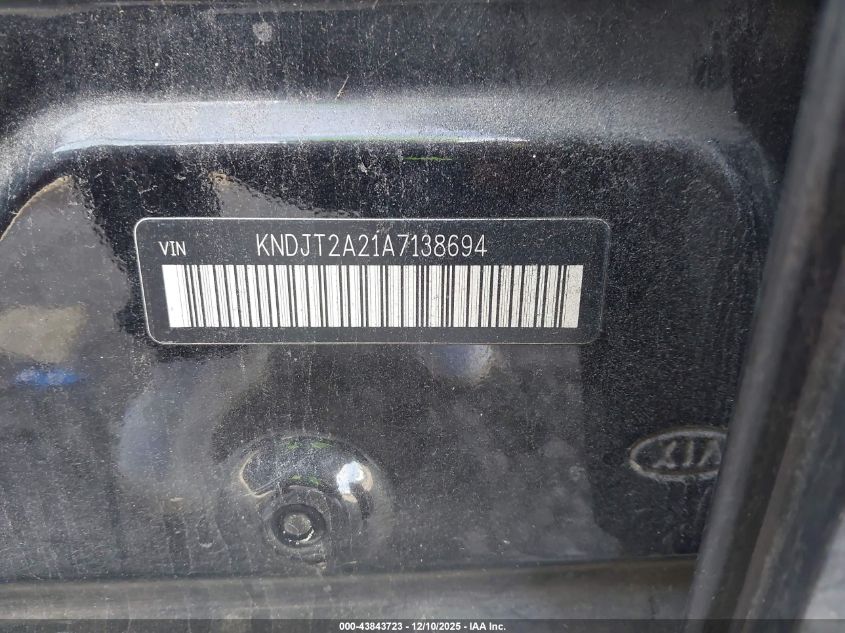 VIN KNDJT2A21A7138694
KIA
000-43843723 — 12/10/2025 — IAA Inc.